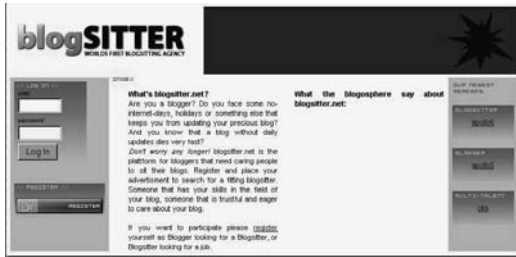 blogSITTER
WORLDS FIRST BLOGSITTING AGENCY
// LOG IN //
user:
password:
Log In
// REGISTER //
REGISTER
INDEX:
What's blogsitter.net?
Are you a blogger? Do you face some no-
internet-days, holidays or something else that
keeps you from updating your precious blog?
And you know that a blog without daily
updates dies very fast?
Don't worry any longer! blogsitter.net is the
plattform for bloggers that need caring people
to sit their blogs. Register and place your
advertisment to search for a fitting blogsitter.
Someone that has your skills in the field of
your blog, someone that is trustful and eager
to care about your blog.
If you want to participate please register
yourself as Blogger looking for a Blogsitter, or
Blogsitter looking for a job.
What the blogosphere say about
blogsitter.net:
OUR NEWEST
MEMBERS:
BLOGSITTER
BLOGGER
MULTI-TALENT